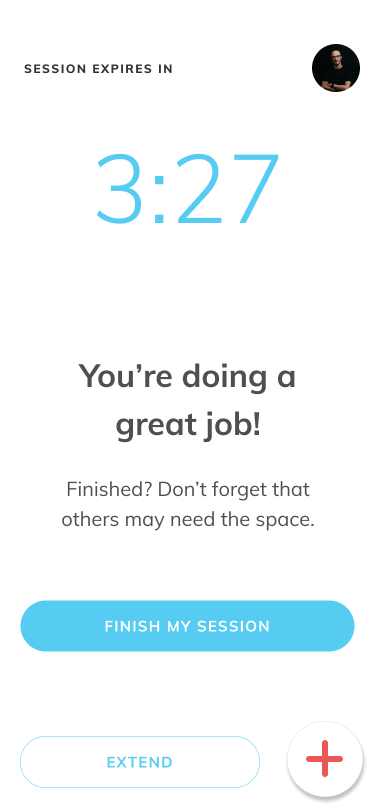 SESSION EXPIRES IN
3:27
You’re doing a
great job!
Finished? Don’t forget that
others may need the space.
FINISH MY SESSION
EXTEND